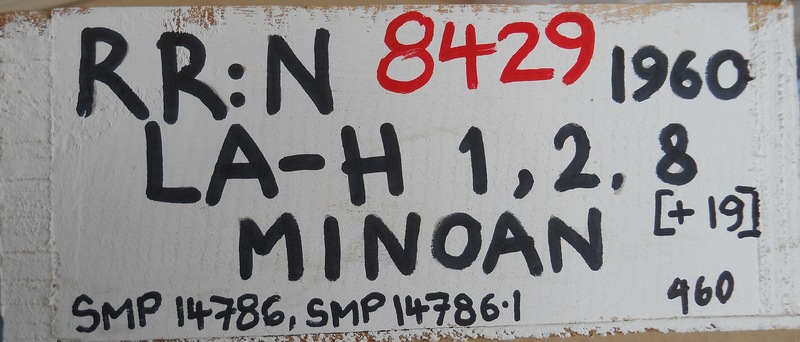 RR:N 8429 1960
LA-H 1,2. 8
[+19]
MINOAN
460
SMP 14786, SMP 14786.1